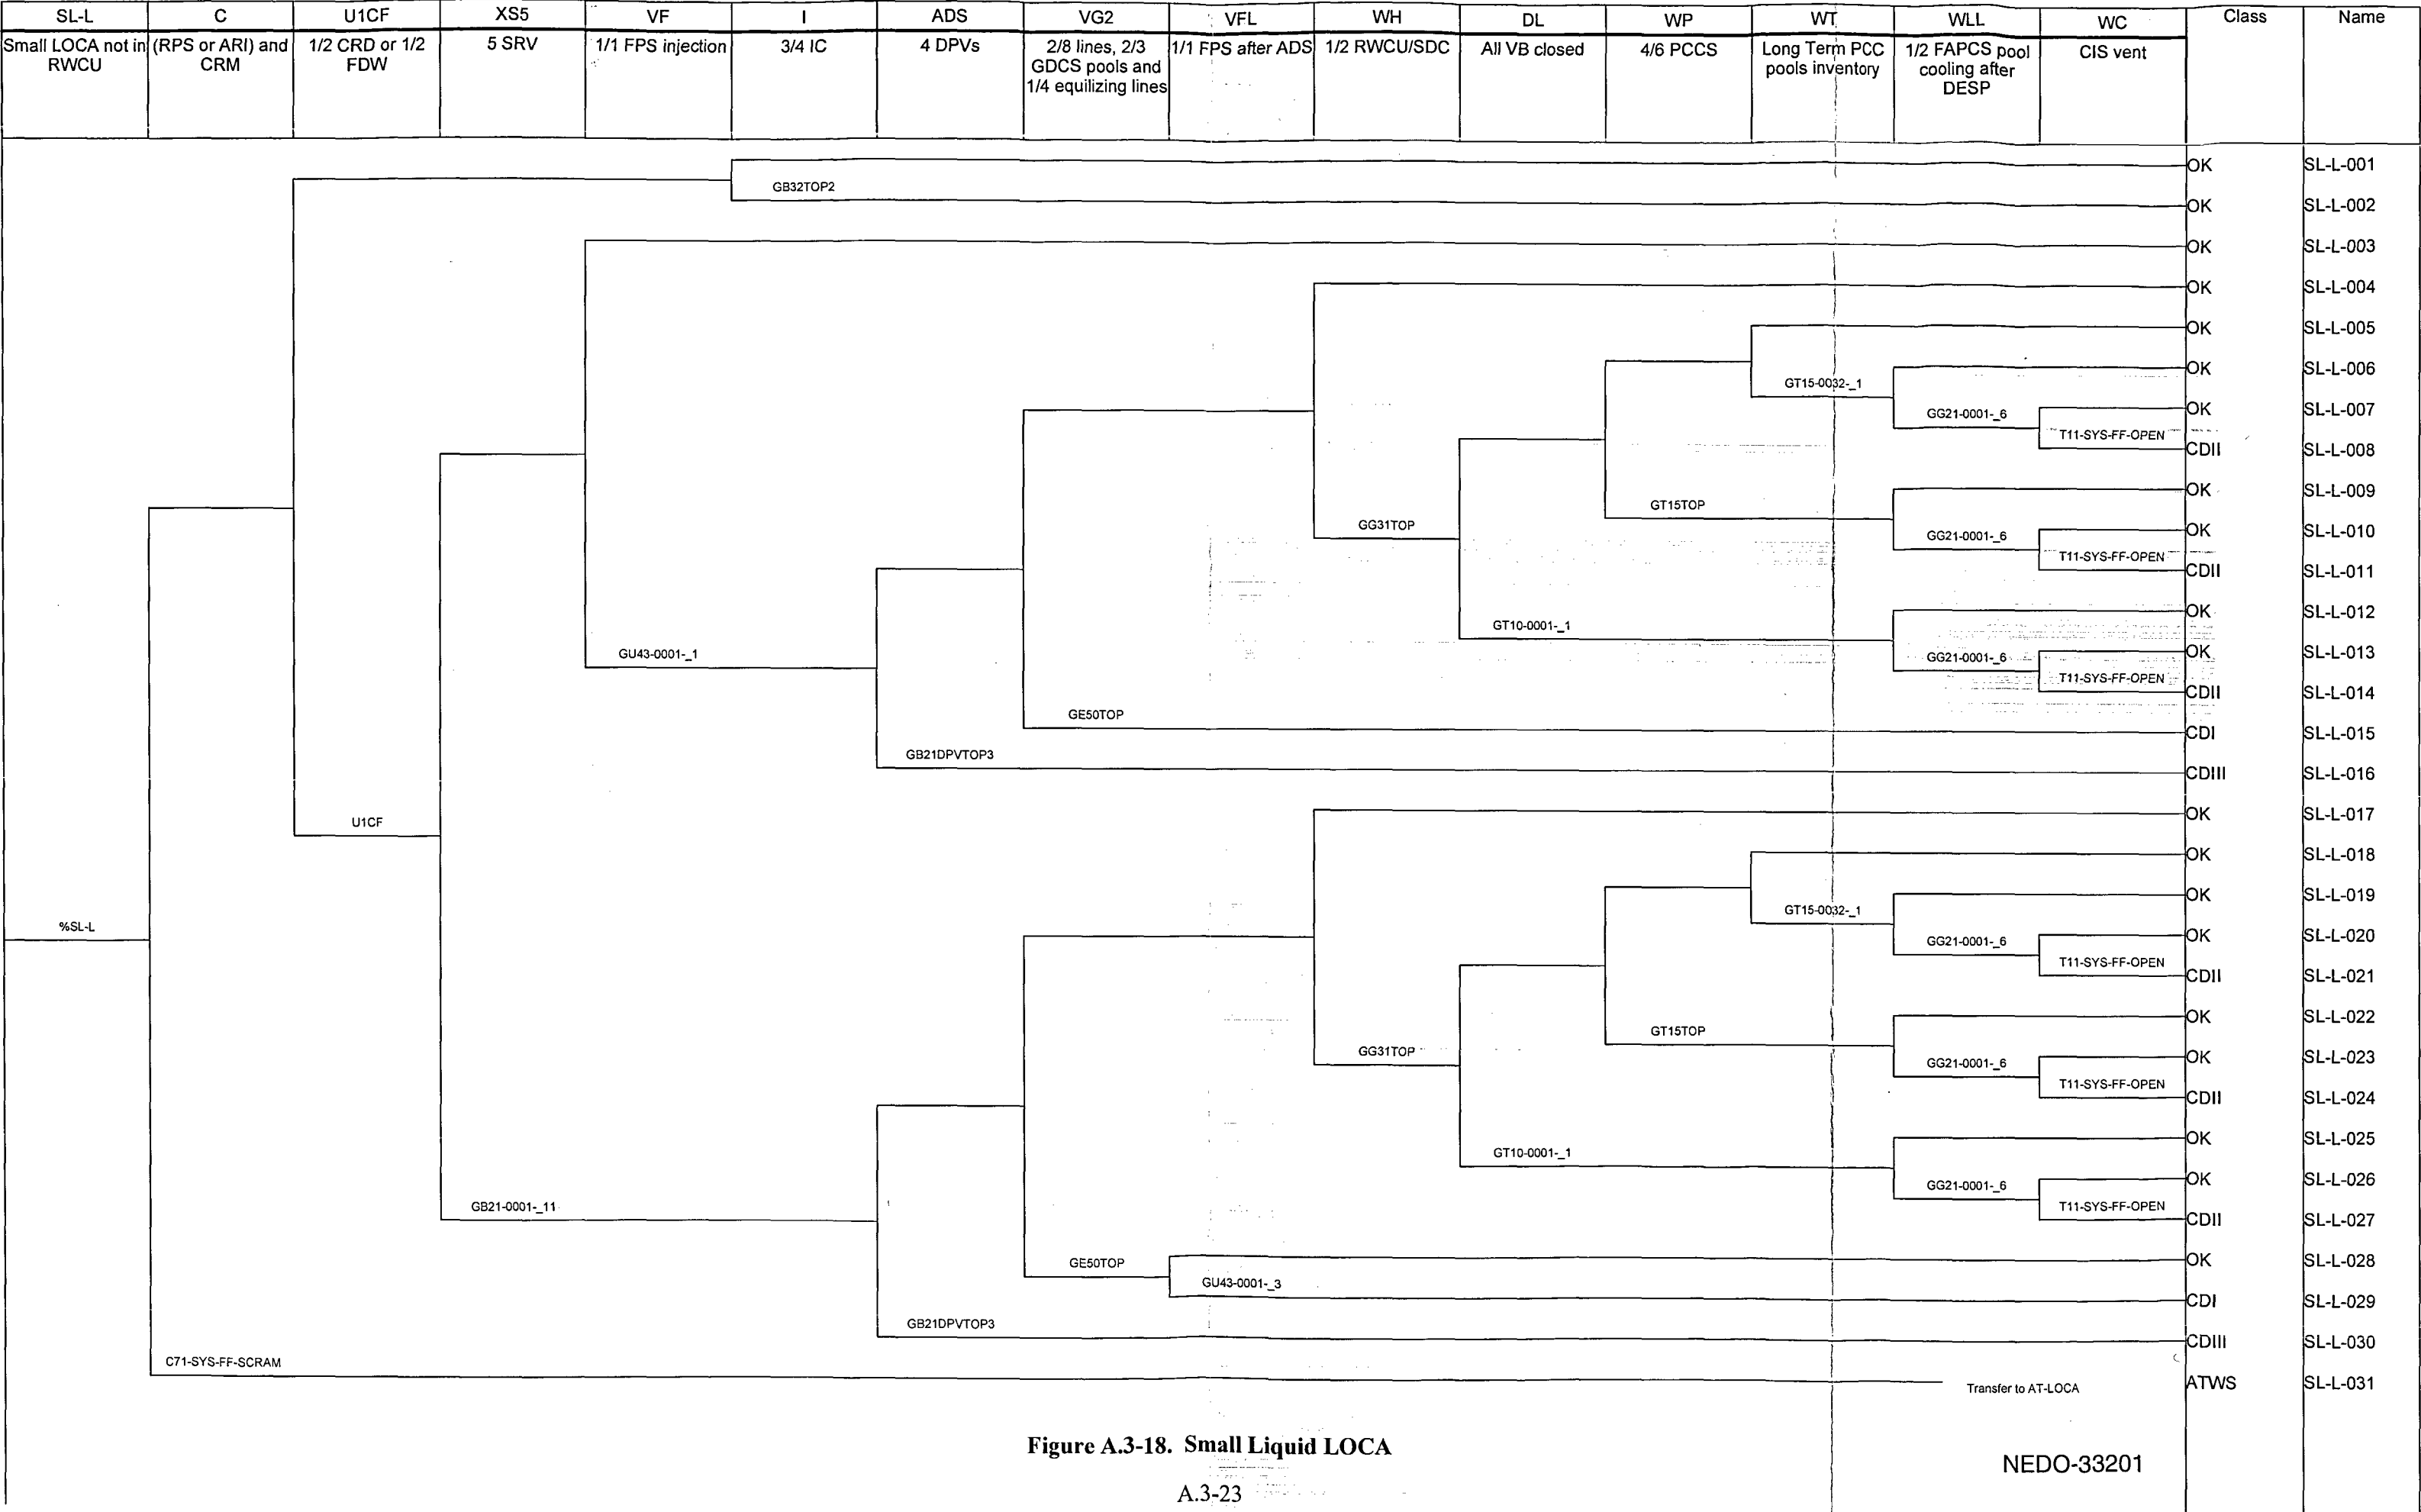 SL-L C U1CF XS5 VF I ADS VG2 VFL WH DL WP WT WLL WC Class Name
Small LOCA not in RWCU
(RPS or ARI) and CRM
1/2 CRD or 1/2 FDW
5 SRV
1/1 FPS injection
3/4 IC
4 DPVs
2/8 lines, 2/3 GDCS pools and 1/4 equilizing lines
1/1 FPS after ADS
1/2 RWCU/SDC
All VB closed
4/6 PCCS
Long Term PCC pools inventory
1/2 FAPCS pool cooling after DESP
CIS vent
OK SL-L-001
GB32TOP2
OK SL-L-002
OK SL-L-003
OK SL-L-004
OK SL-L-005
OK SL-L-006
GT15-0032-_1
OK SL-L-007
GG21-0001-_6
T11-SYS-FF-OPEN
CDII SL-L-008
OK SL-L-009
GT15TOP
GG31TOP
OK SL-L-010
GG21-0001-_6
T11-SYS-FF-OPEN
CDII SL-L-011
OK SL-L-012
GT10-0001-_1
GU43-0001-_1
OK SL-L-013
GG21-0001-_6
T11-SYS-FF-OPEN
CDII SL-L-014
GE50TOP
CDI SL-L-015
GB21DPVTOP3
CDIII SL-L-016
U1CF
OK SL-L-017
OK SL-L-018
OK SL-L-019
GT15-0032-_1
%SL-L
OK SL-L-020
GG21-0001-_6
T11-SYS-FF-OPEN
CDII SL-L-021
OK SL-L-022
GT15TOP
GG31TOP
OK SL-L-023
GG21-0001-_6
T11-SYS-FF-OPEN
CDII SL-L-024
OK SL-L-025
GT10-0001-_1
OK SL-L-026
GG21-0001-_6
GB21-0001-_11
T11-SYS-FF-OPEN
CDII SL-L-027
GE50TOP
OK SL-L-028
GU43-0001-_3
CDI SL-L-029
GB21DPVTOP3
CDIII SL-L-030
C71-SYS-FF-SCRAM
Transfer to AT-LOCA
ATWS SL-L-031
Figure A.3-18. Small Liquid LOCA
NEDO-33201
A.3-23